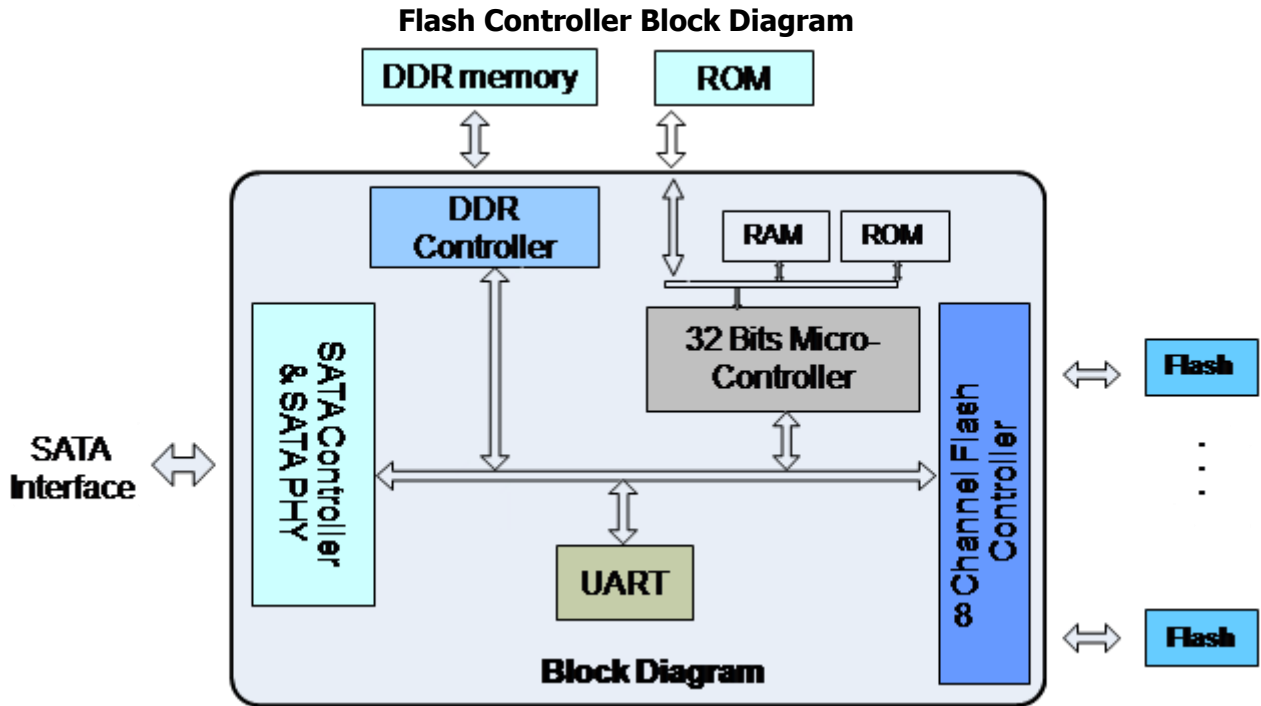 Flash Controller Block Diagram
DDR memory
ROM
DDR
Controller
RAM
ROM
32 Bits Micro-
Controller
SATA Controller
& SATA PHY
8 Channel Flash
Controller
Flash
SATA
Interface
UART
Flash
Block Diagram